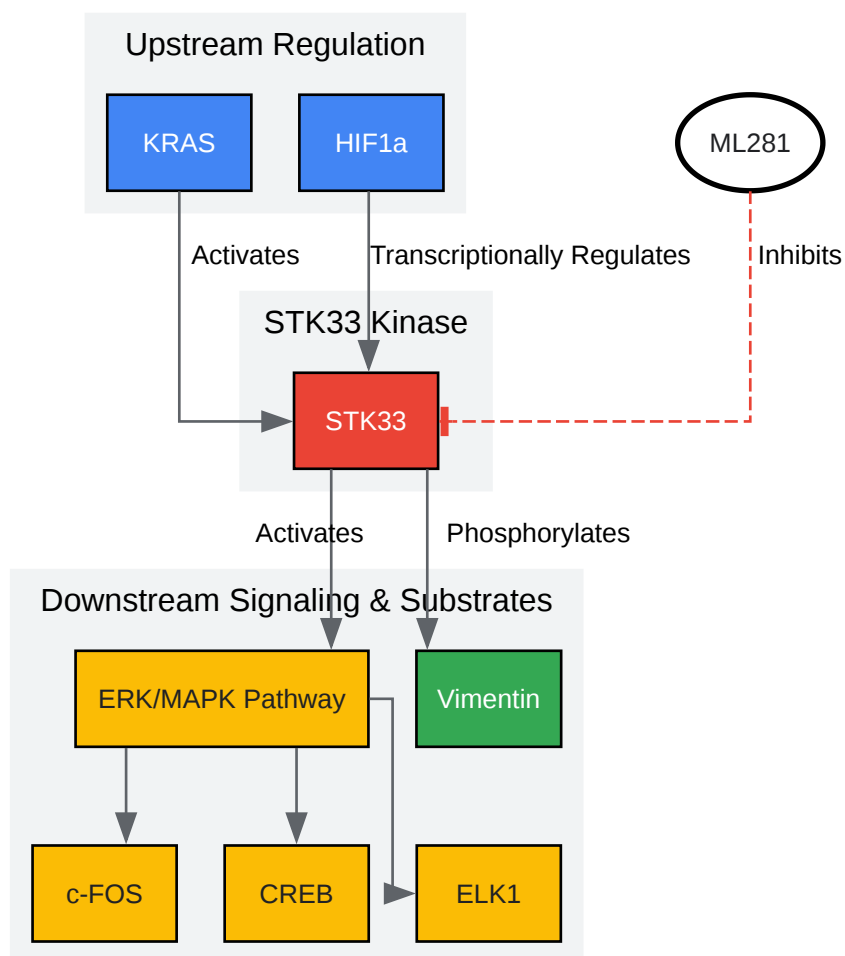 Upstream Regulation
KRAS
HIF1a
ML281
Activates
Transcriptionally Regulates
Inhibits
STK33 Kinase
STK33
Activates
Phosphorylates
Downstream Signaling & Substrates
ERK/MAPK Pathway
Vimentin
c-FOS
CREB
ELK1